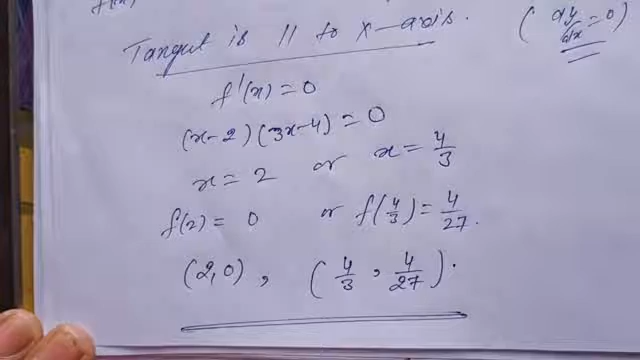 Tangent is || to x-axis. (dy/dx = 0)
f'(x) = 0
(x-2)(3x-4) = 0
x = 2 or x = 4/3
f(2) = 0 or f(4/3) = 4/27.
(2,0), (4/3, 4/27).